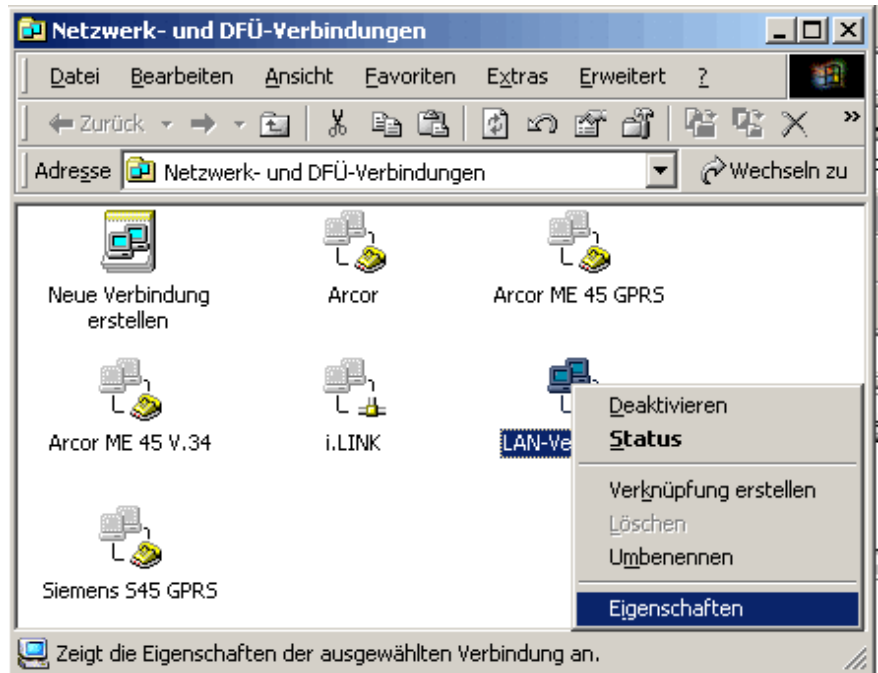 Netzwerk- und DFÜ-Verbindungen
Datei Bearbeiten Ansicht Favoriten Extras Erweitert ?
Zurück »
Adresse Netzwerk- und DFÜ-Verbindungen Wechseln zu
Neue Verbindung erstellen
Arcor
Arcor ME 45 GPRS
Arcor ME 45 V.34
i.LINK
LAN-Ve
Siemens S45 GPRS
Deaktivieren
Status
Verknüpfung erstellen
Löschen
Umbenennen
Eigenschaften
Zeigt die Eigenschaften der ausgewählten Verbindung an.